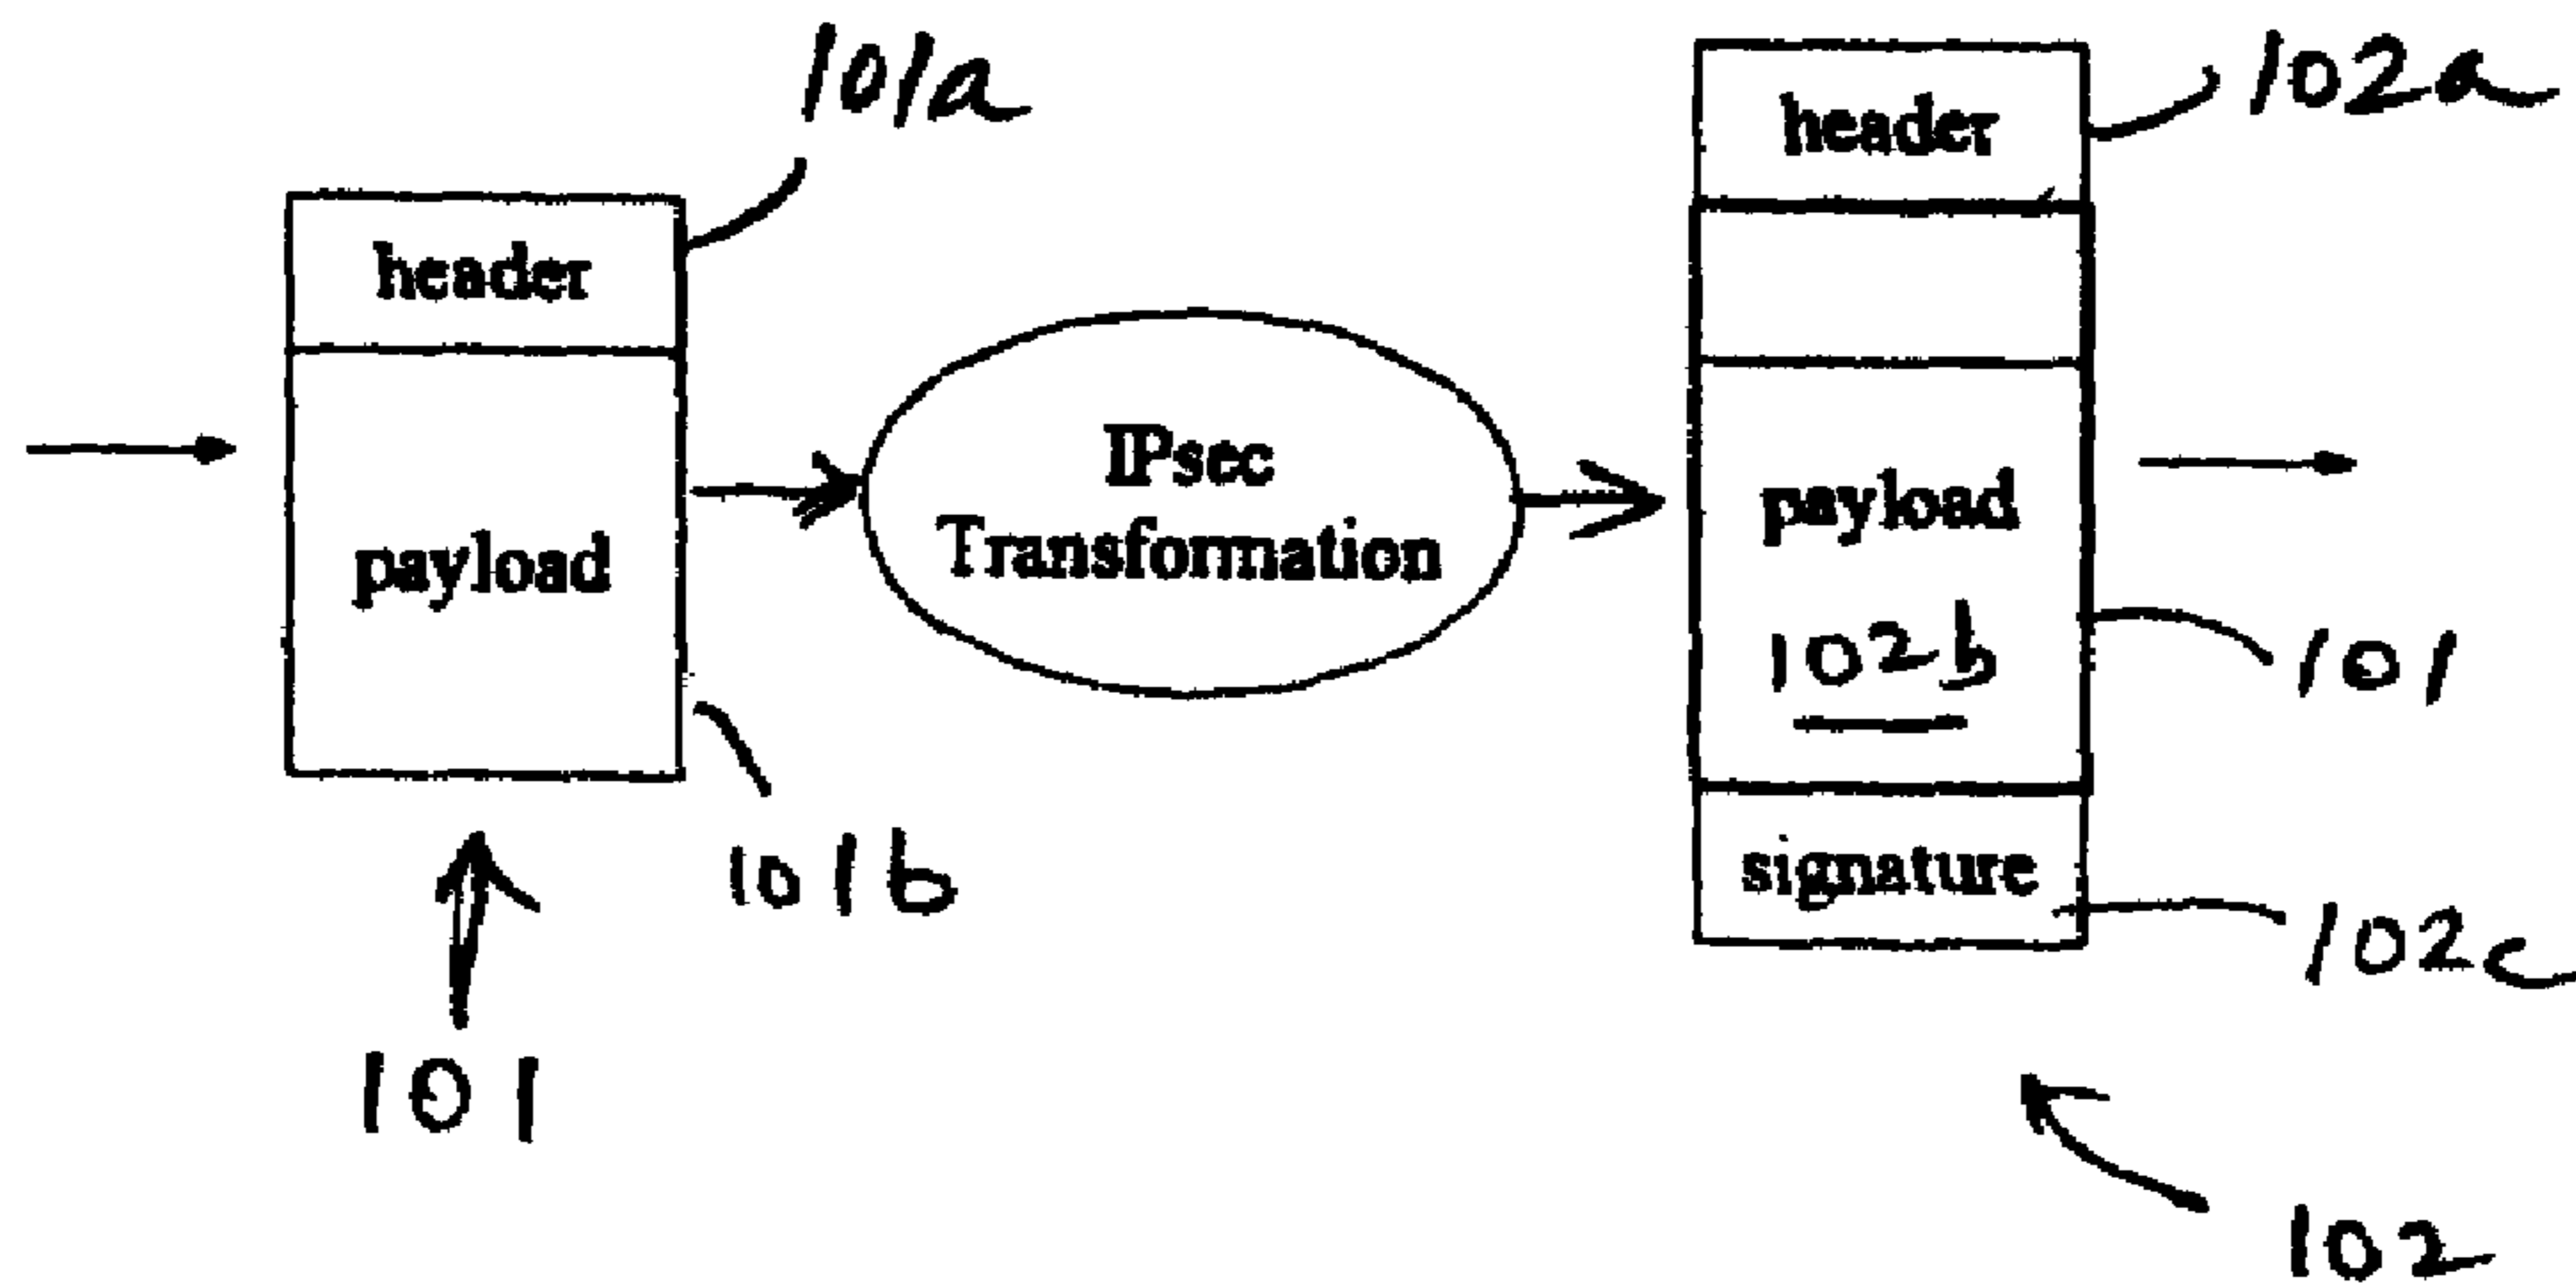 101a
header
payload
101b
101
IPsec
Transformation
header
102a
payload
102b
101
signature
102c
102